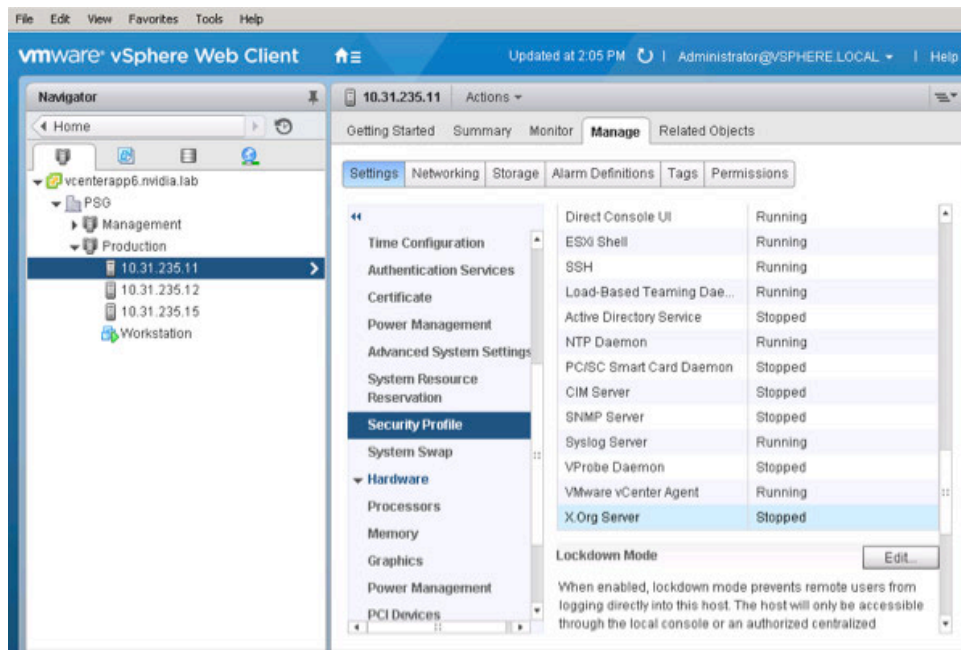 File Edit View Favorites Tools Help
vmware® vSphere Web Client
Updated at 2:05 PM | Administrator@VSPHERE.LOCAL | Help
Navigator
Home
vcenterapp6.nvidia.lab
PSG
Management
Production
10.31.235.11
10.31.235.12
10.31.235.15
Workstation
10.31.235.11 Actions
Getting Started Summary Monitor Manage Related Objects
Settings Networking Storage Alarm Definitions Tags Permissions
Time Configuration
Authentication Services
Certificate
Power Management
Advanced System Settings
System Resource
Reservation
Security Profile
System Swap
Hardware
Processors
Memory
Graphics
Power Management
PCI Devices
Direct Console UI Running
ESXi Shell Running
SSH Running
Load-Based Teaming Dae... Running
Active Directory Service Stopped
NTP Daemon Running
PC/SC Smart Card Daemon Stopped
CIM Server Stopped
SNMP Server Stopped
Syslog Server Running
VProbe Daemon Stopped
VMware vCenter Agent Running
X.Org Server Stopped
Lockdown Mode Edit...
When enabled, lockdown mode prevents remote users from
logging directly into this host. The host will only be accessible
through the local console or an authorized centralized